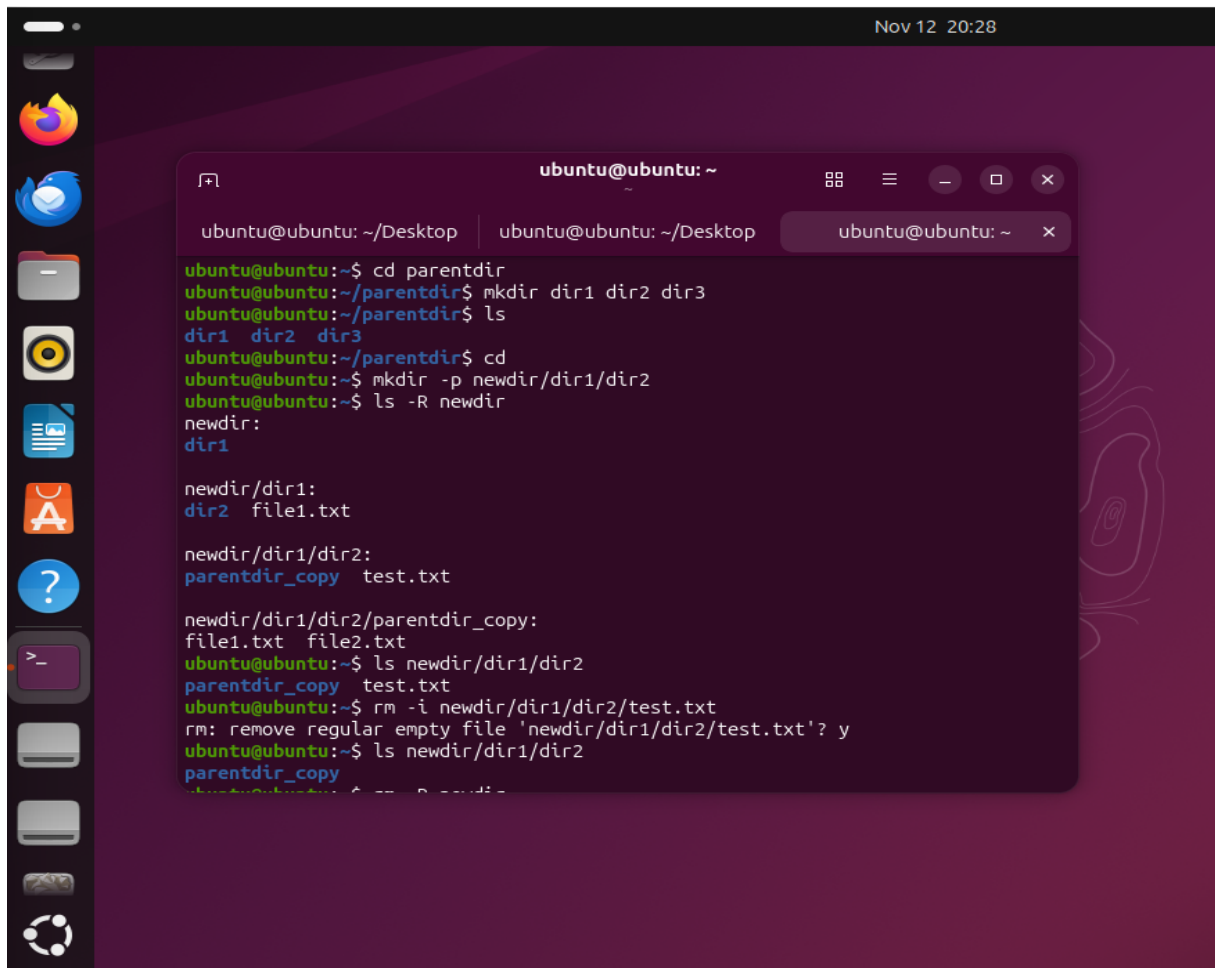 Nov 12 20:28
ubuntu@ubuntu: ~
~
ubuntu@ubuntu: ~/Desktop
ubuntu@ubuntu: ~/Desktop
ubuntu@ubuntu: ~
ubuntu@ubuntu:~$ cd parentdir
ubuntu@ubuntu:~/parentdir$ mkdir dir1 dir2 dir3
ubuntu@ubuntu:~/parentdir$ ls
dir1  dir2  dir3
ubuntu@ubuntu:~/parentdir$ cd
ubuntu@ubuntu:~$ mkdir -p newdir/dir1/dir2
ubuntu@ubuntu:~$ ls -R newdir
newdir:
dir1
newdir/dir1:
dir2  file1.txt
newdir/dir1/dir2:
parentdir_copy  test.txt
newdir/dir1/dir2/parentdir_copy:
file1.txt  file2.txt
ubuntu@ubuntu:~$ ls newdir/dir1/dir2
parentdir_copy  test.txt
ubuntu@ubuntu:~$ rm -i newdir/dir1/dir2/test.txt
rm: remove regular empty file 'newdir/dir1/dir2/test.txt'? y
ubuntu@ubuntu:~$ ls newdir/dir1/dir2
parentdir_copy